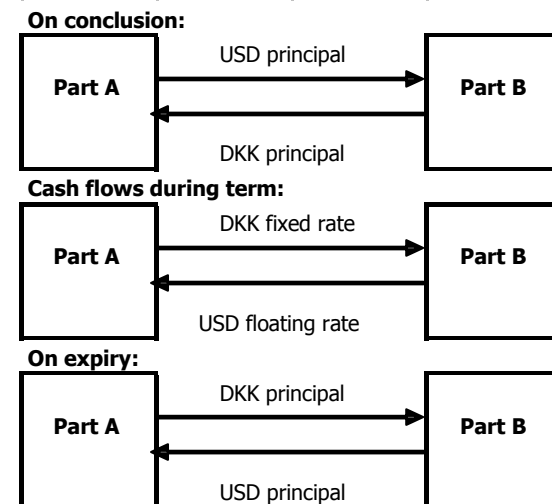 On conclusion:
USD principal
Part A
Part B
DKK principal
Cash flows during term:
DKK fixed rate
Part A
Part B
USD floating rate
On expiry:
DKK principal
Part A
Part B
USD principal